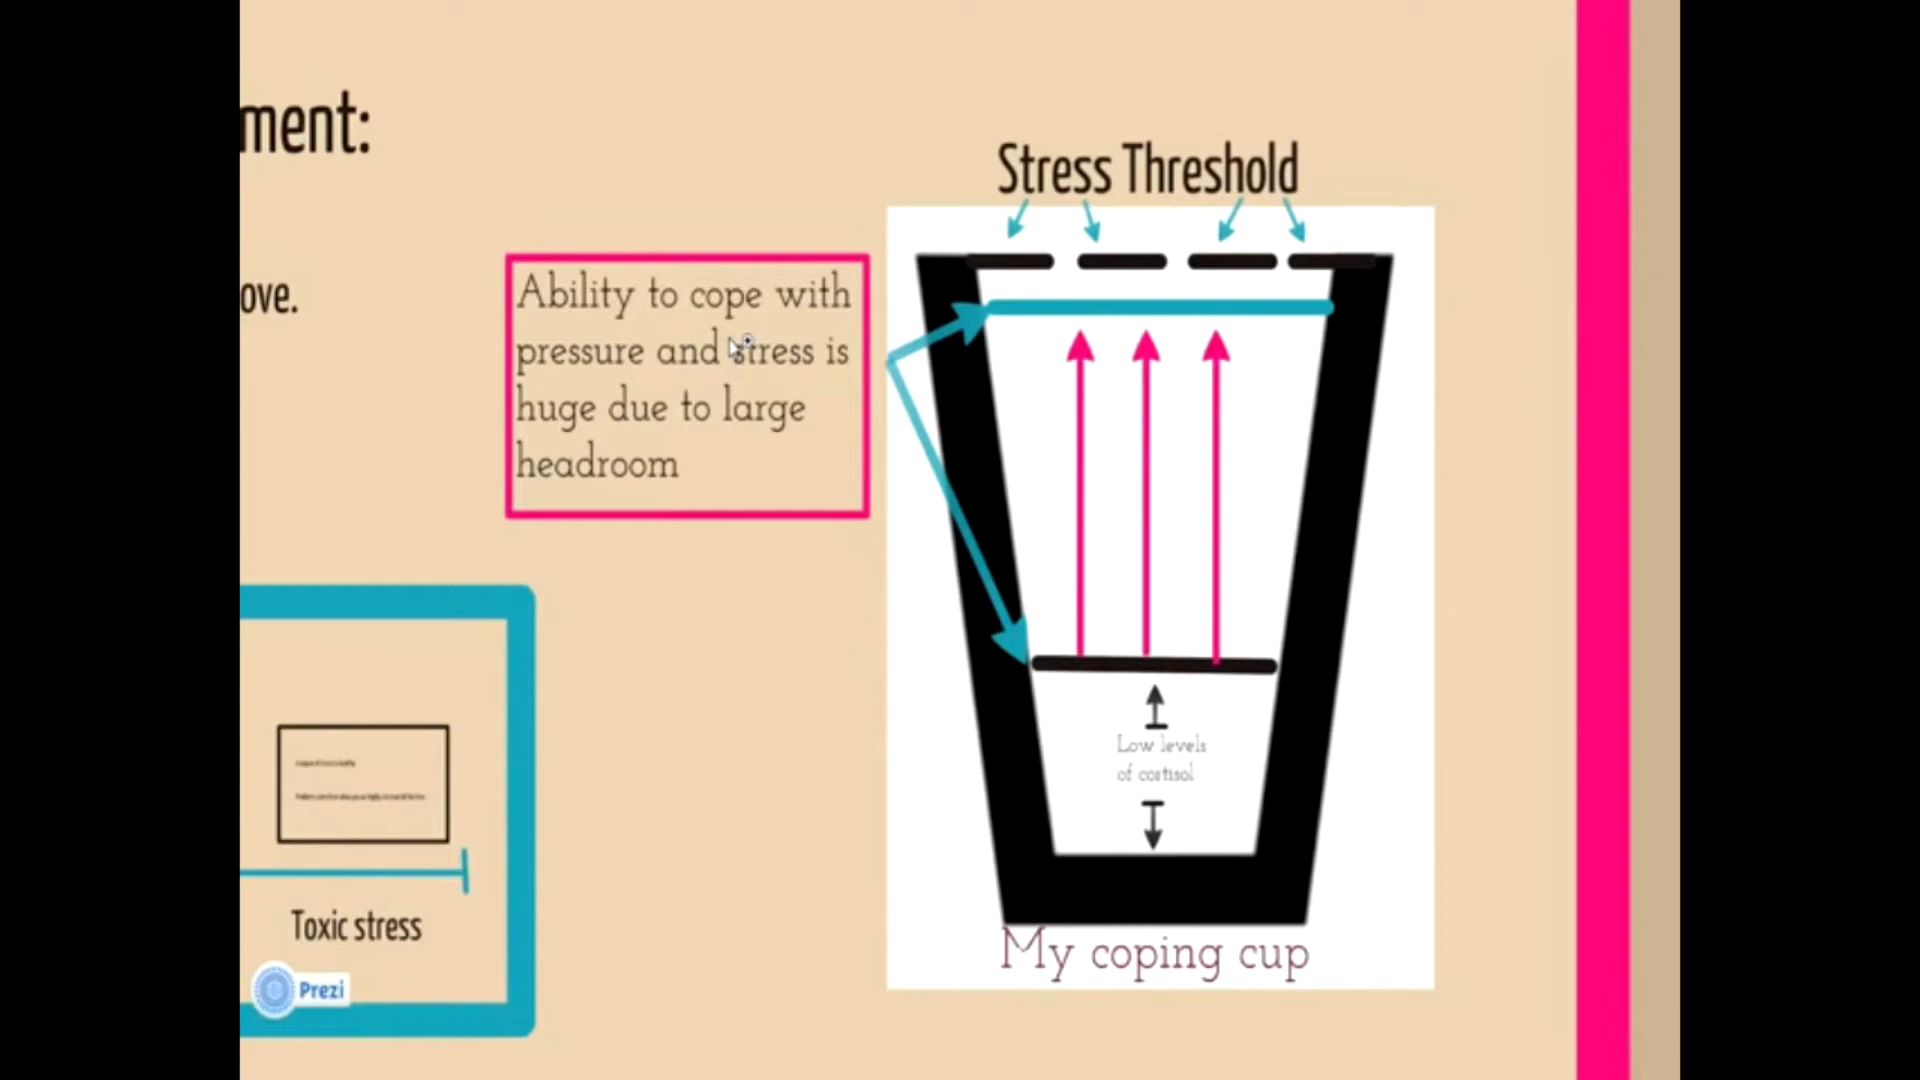 ment:
ove.
Stress Threshold
Ability to cope with
pressure and stress is
huge due to large
headroom
Low levels
of cortisol
My coping cup
Toxic stress
Prezi